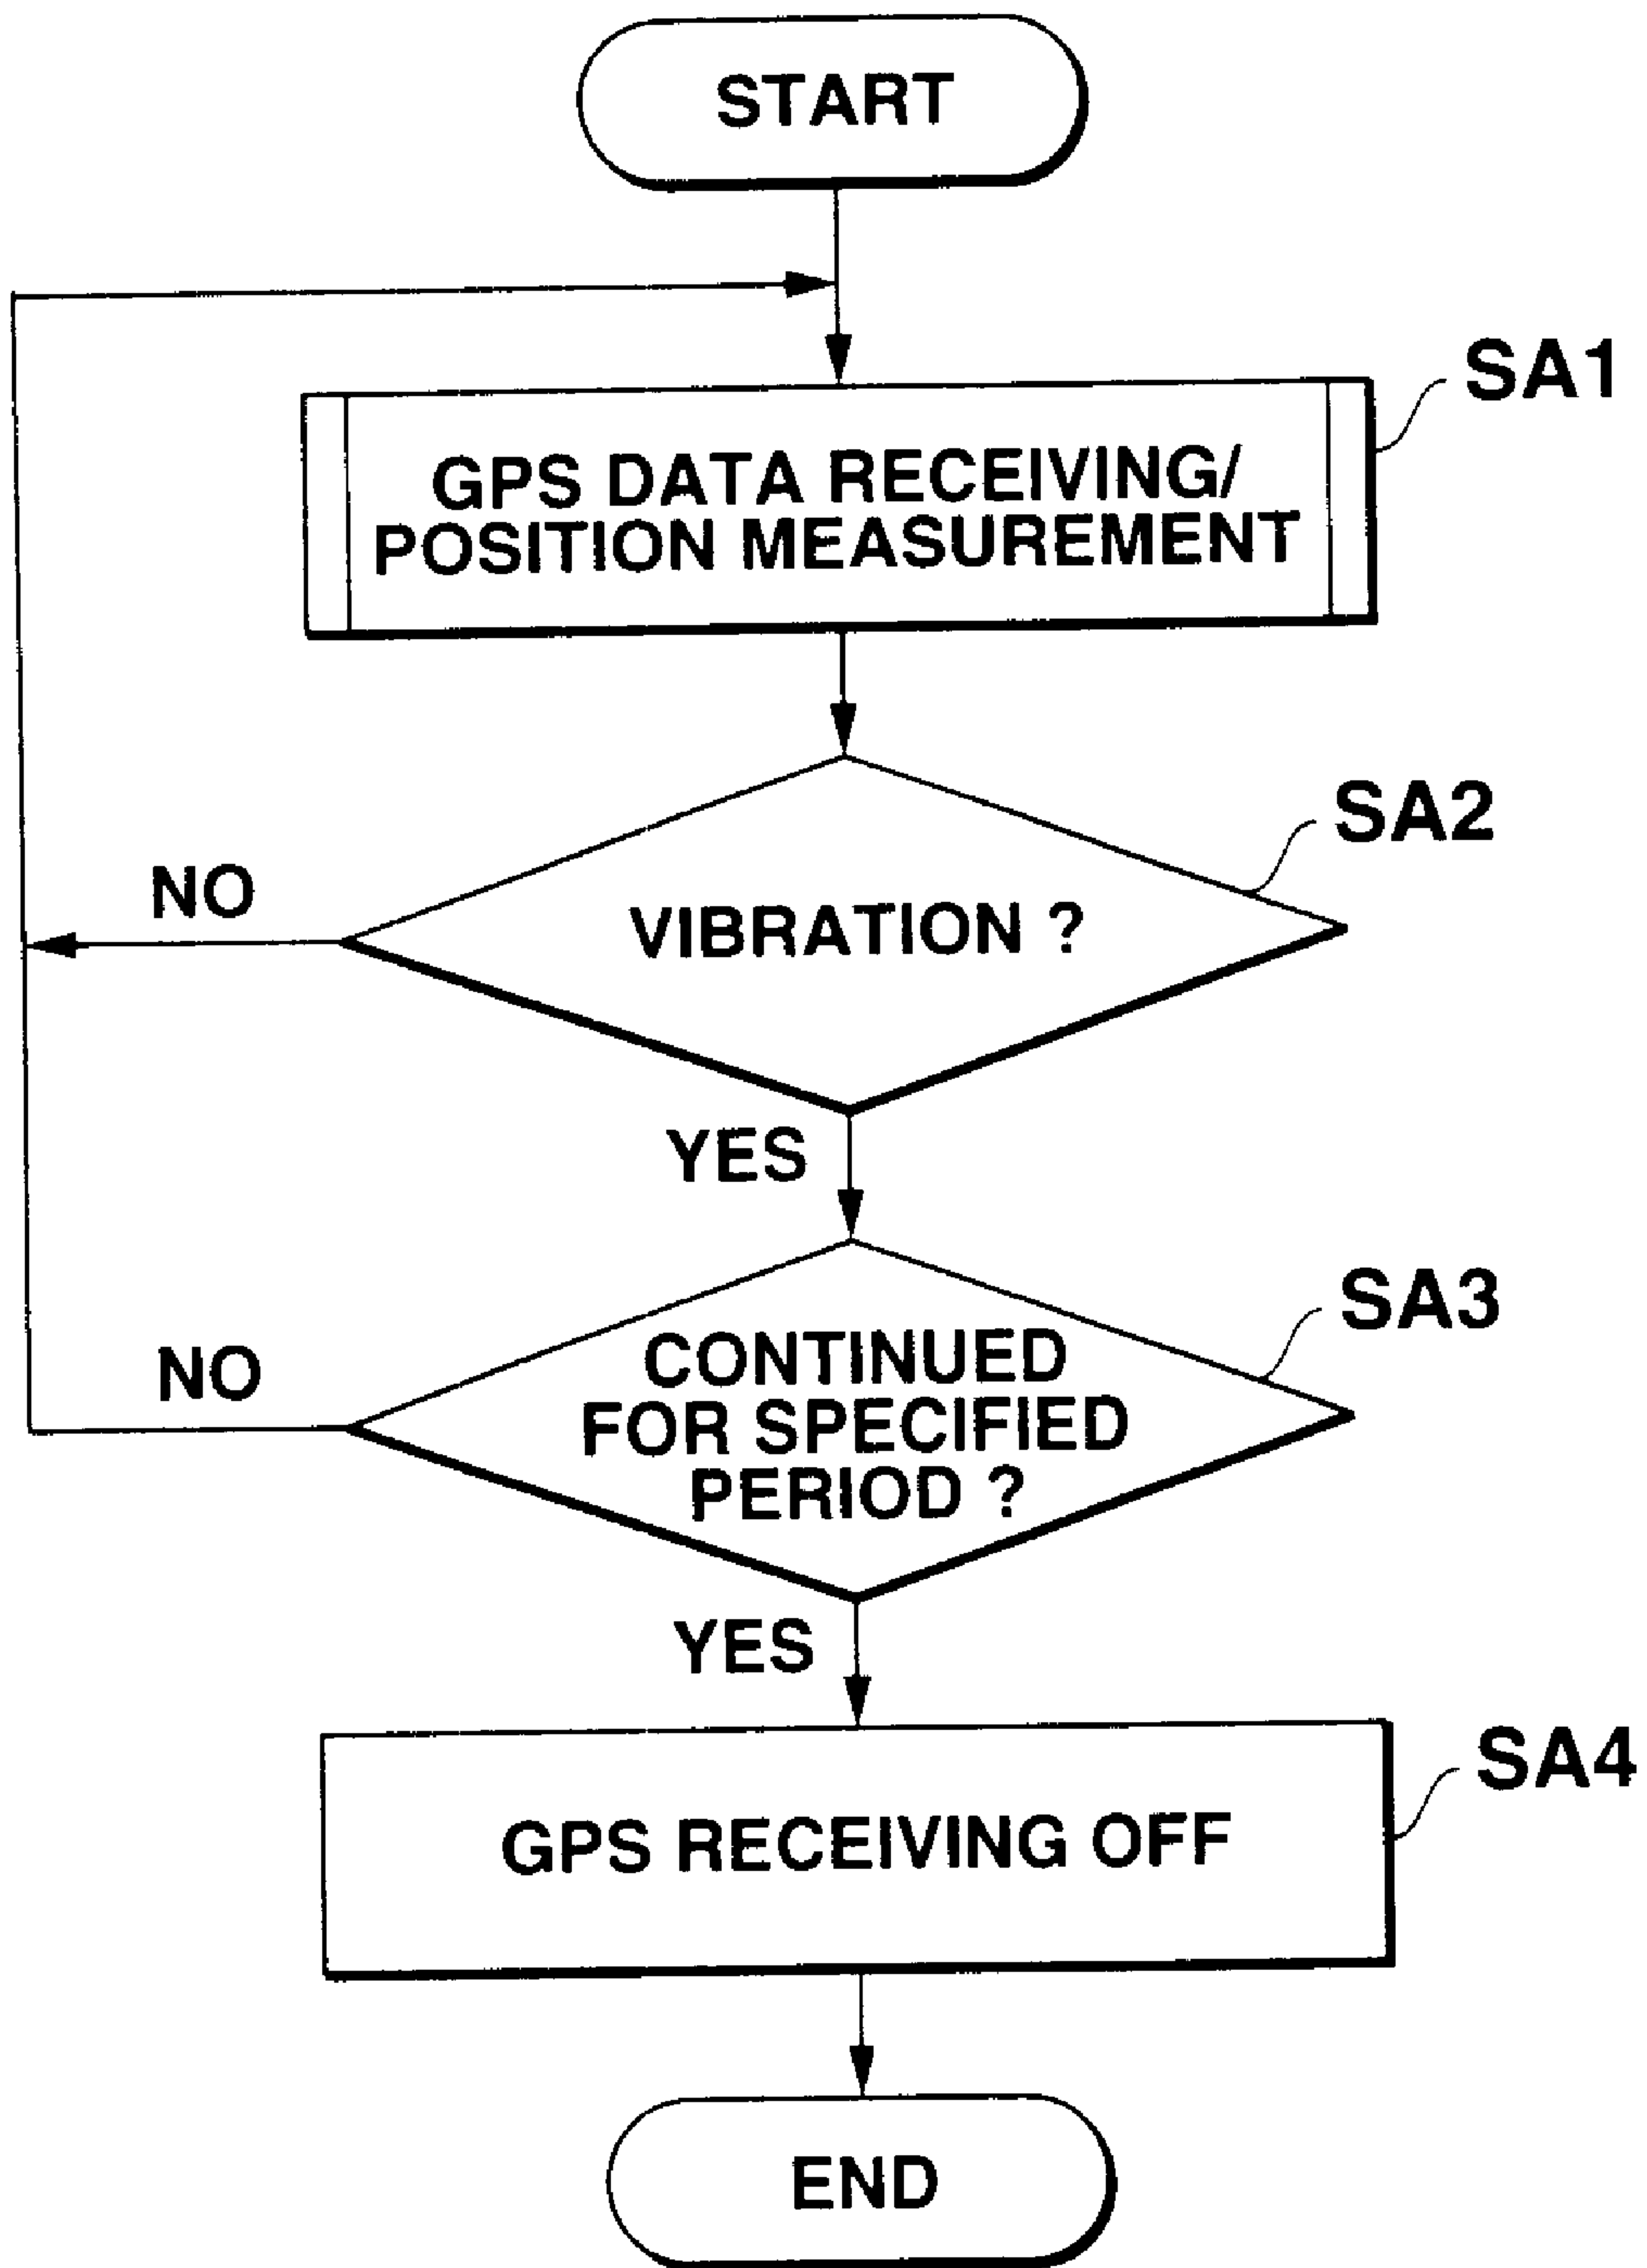 START
SA1
GPS DATA RECEIVING/
POSITION MEASUREMENT
SA2
NO
VIBRATION ?
YES
SA3
NO
CONTINUED
FOR SPECIFIED
PERIOD ?
YES
SA4
GPS RECEIVING OFF
END